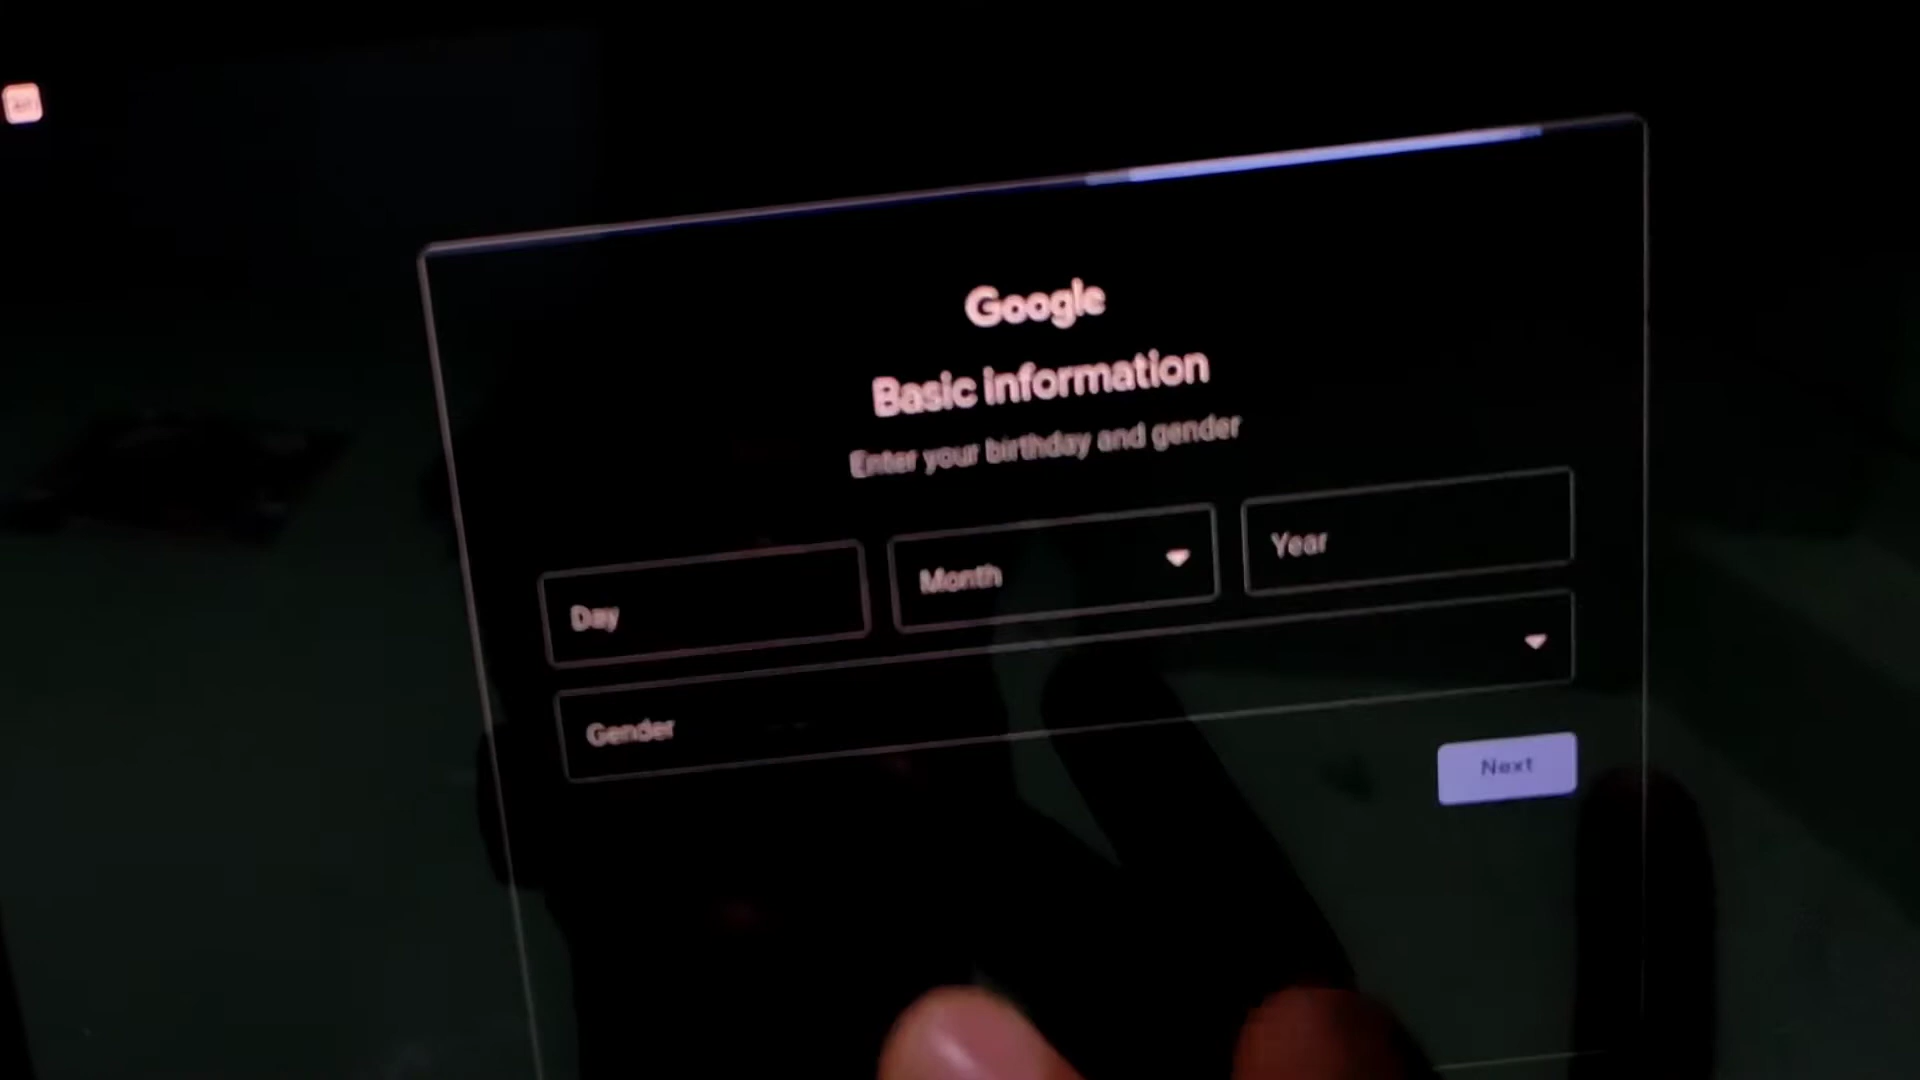 Google
Basic information
Enter your birthday and gender
Day
Month
Year
Gender
Next